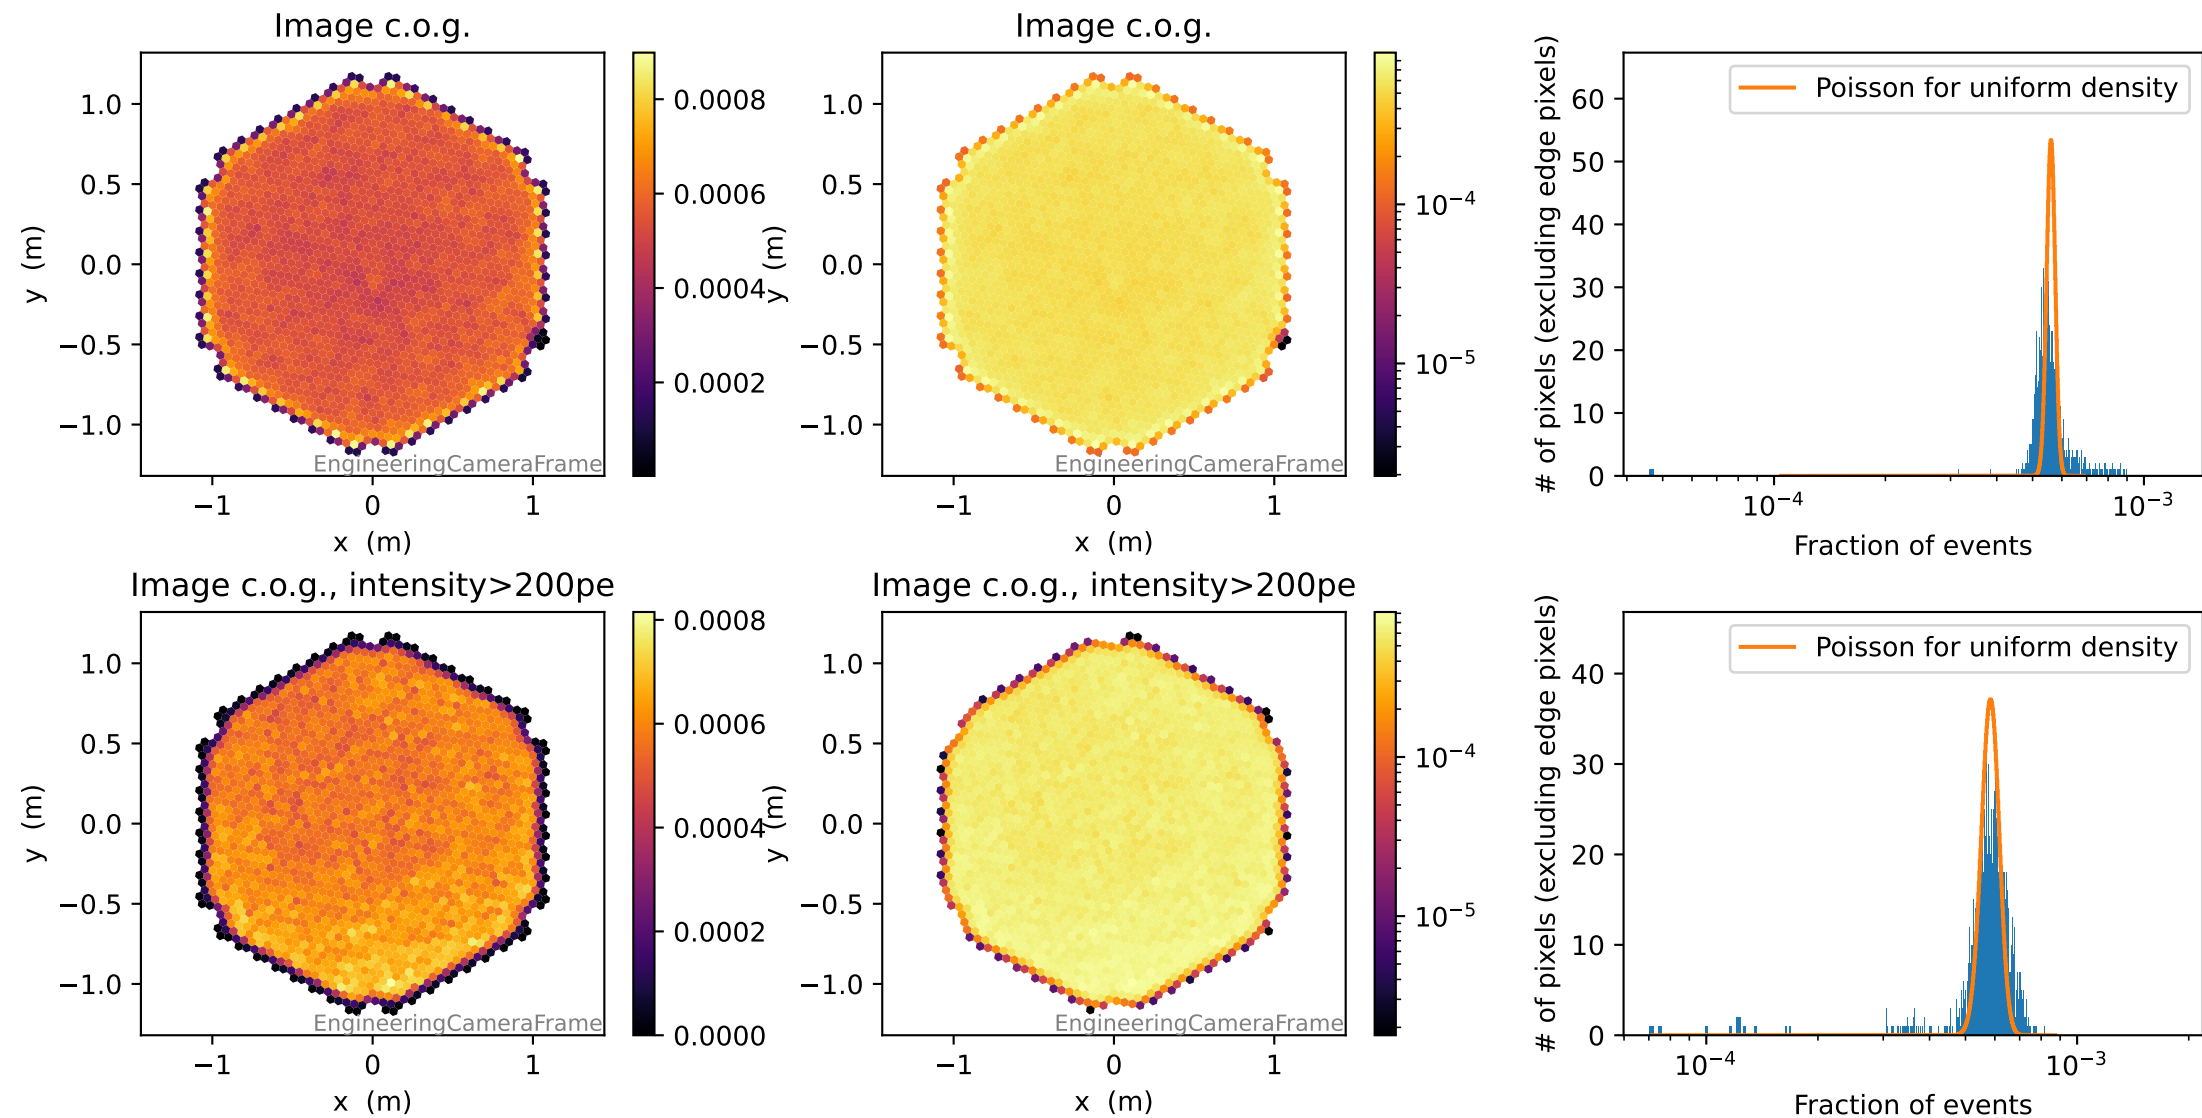 Image c.o.g.
1.0
0.5
0.0
−0.5
−1.0
y (m)
−1
0
1
x (m)
EngineeringCameraFrame
0.0008
0.0006
0.0004
0.0002
Image c.o.g.
1.0
0.5
0.0
−0.5
−1.0
y (m)
−1
0
1
x (m)
EngineeringCameraFrame
10−4
10−5
# of pixels (excluding edge pixels)
60
50
40
30
20
10
0
Poisson for uniform density
10−4
10−3
Fraction of events
Image c.o.g., intensity>200pe
1.0
0.5
0.0
−0.5
−1.0
y (m)
−1
0
1
x (m)
EngineeringCameraFrame
0.0008
0.0006
0.0004
0.0002
0.0000
Image c.o.g., intensity>200pe
1.0
0.5
0.0
−0.5
−1.0
y (m)
−1
0
1
x (m)
EngineeringCameraFrame
10−4
10−5
# of pixels (excluding edge pixels)
40
30
20
10
0
Poisson for uniform density
10−4
10−3
Fraction of events